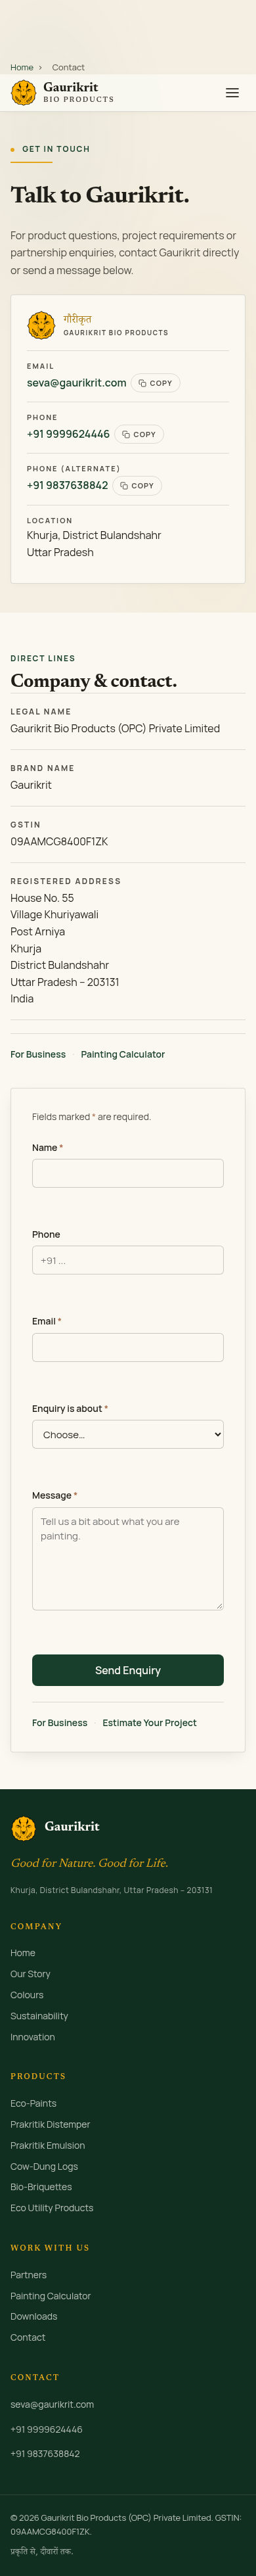 Home › Contact
Gaurikrit
BIO PRODUCTS
GET IN TOUCH
Talk to Gaurikrit.
For product questions, project requirements or
partnership enquiries, contact Gaurikrit directly
or send a message below.
गौरीकृत
GAURIKRIT BIO PRODUCTS
EMAIL
seva@gaurikrit.com COPY
PHONE
+91 9999624446 COPY
PHONE (ALTERNATE)
+91 9837638842 COPY
LOCATION
Khurja, District Bulandshahr
Uttar Pradesh
DIRECT LINES
Company & contact.
LEGAL NAME
Gaurikrit Bio Products (OPC) Private Limited
BRAND NAME
Gaurikrit
GSTIN
09AAMCG8400F1ZK
REGISTERED ADDRESS
House No. 55
Village Khuriyawali
Post Arniya
Khurja
District Bulandshahr
Uttar Pradesh – 203131
India
For Business · Painting Calculator
Fields marked * are required.
Name *
Phone
+91 ...
Email *
Enquiry is about *
Choose...
Message *
Tell us a bit about what you are
painting.
Send Enquiry
For Business · Estimate Your Project
Gaurikrit
Good for Nature. Good for Life.
Khurja, District Bulandshahr, Uttar Pradesh – 203131
COMPANY
Home
Our Story
Colours
Sustainability
Innovation
PRODUCTS
Eco-Paints
Prakritik Distemper
Prakritik Emulsion
Cow-Dung Logs
Bio-Briquettes
Eco Utility Products
WORK WITH US
Partners
Painting Calculator
Downloads
Contact
CONTACT
seva@gaurikrit.com
+91 9999624446
+91 9837638842
© 2026 Gaurikrit Bio Products (OPC) Private Limited. GSTIN:
09AAMCG8400F1ZK.
प्रकृति से, दीवारों तक.